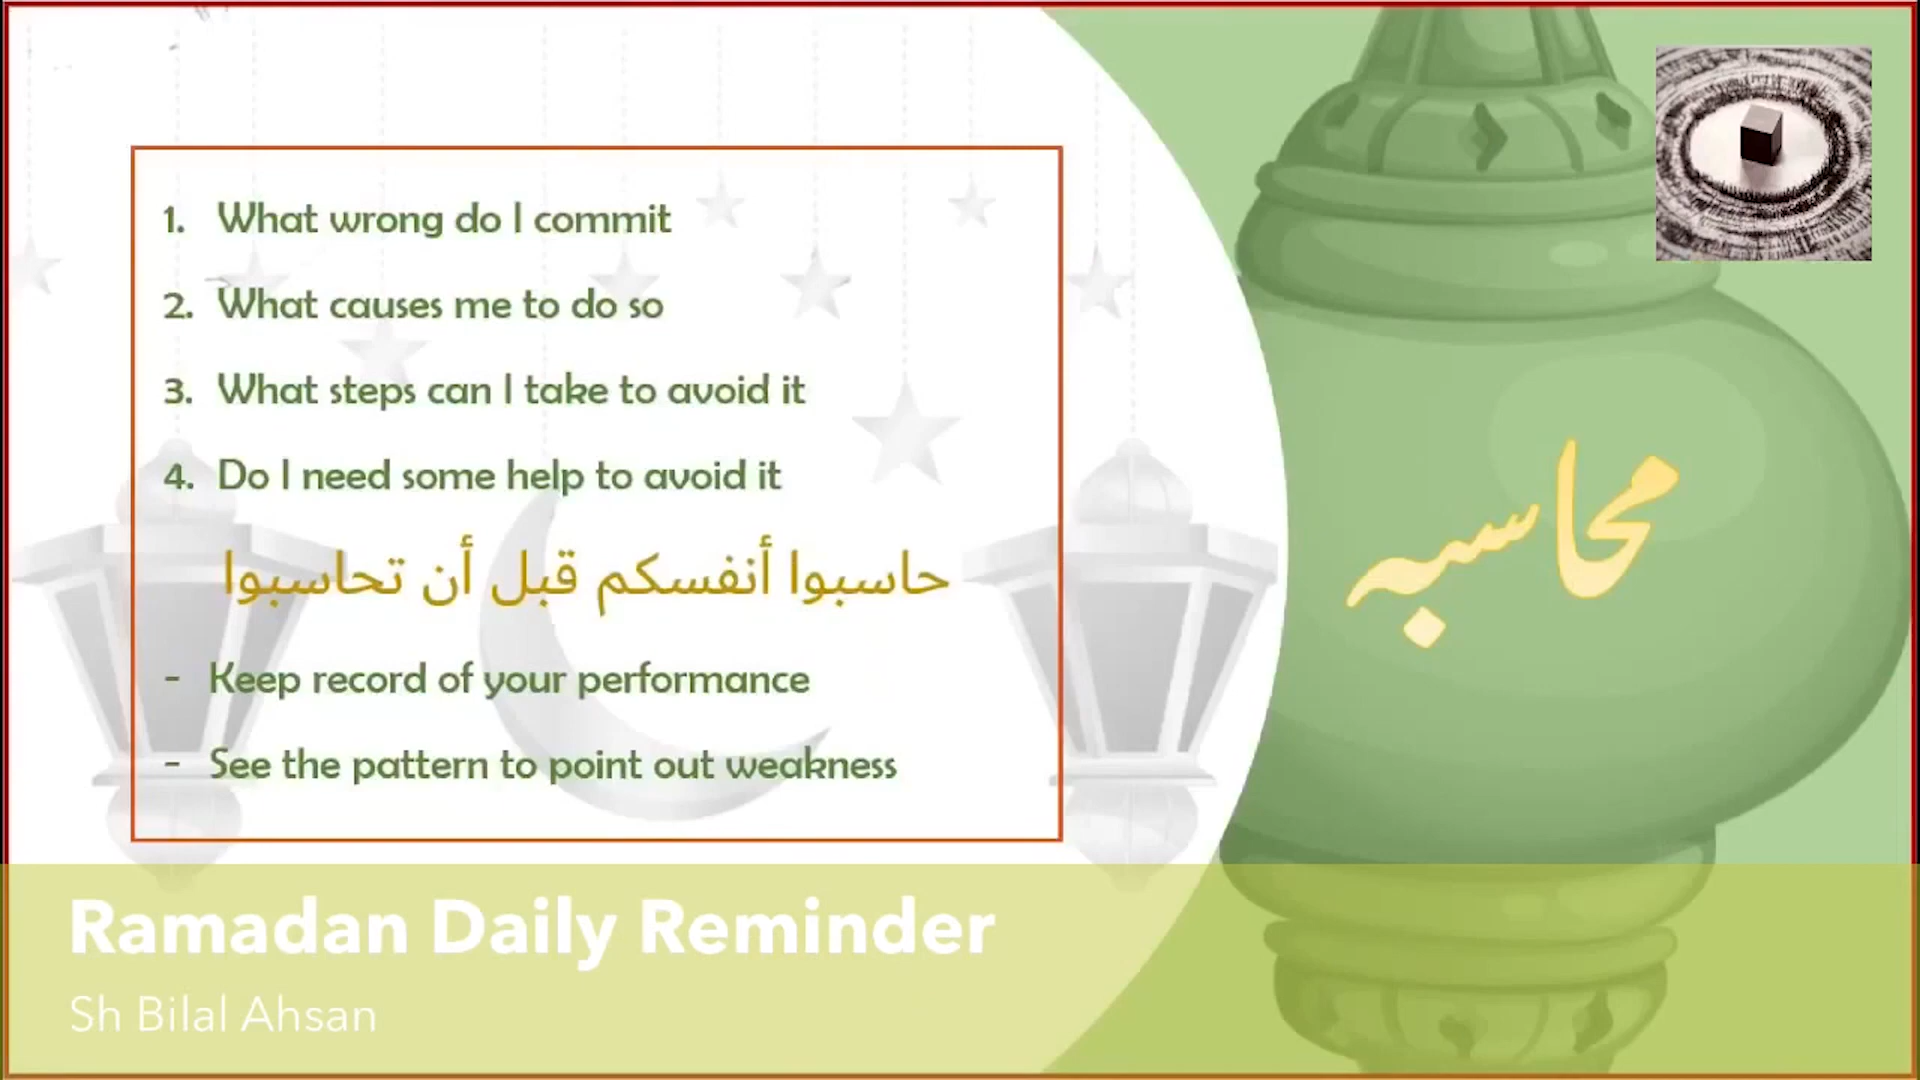 1. What wrong do I commit
2. What causes me to do so
3. What steps can I take to avoid it
4. Do I need some help to avoid it
حاسبوا أنفسكم قبل أن تحاسبوا
- Keep record of your performance
- See the pattern to point out weakness
محاسبہ
Ramadan Daily Reminder
Sh Bilal Ahsan